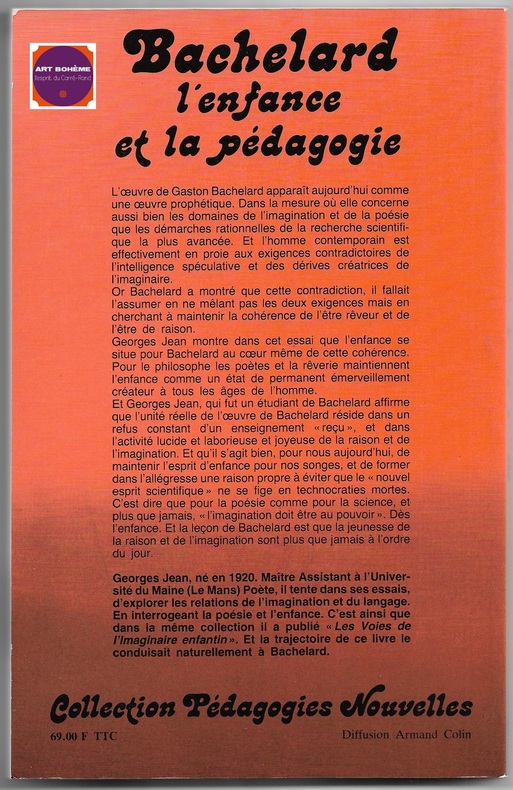 ART BOHÈME
l'esprit du Carré-Rond
Bachelard
l'enfance
et la pédagogie
L'œuvre de Gaston Bachelard apparaît aujourd'hui comme
une œuvre prophétique. Dans la mesure où elle concerne
aussi bien les domaines de l'imagination et de la poésie
que les démarches rationnelles de la recherche scientifi-
que la plus avancée. Et l'homme contemporain est
effectivement en proie aux exigences contradictoires de
l'intelligence spéculative et des dérives créatrices de
l'imaginaire.
Or Bachelard a montré que cette contradiction, il fallait
l'assumer en ne mêlant pas les deux exigences mais en
cherchant à maintenir la cohérence de l'être rêveur et de
l'être de raison.
Georges Jean montre dans cet essai que l'enfance se
situe pour Bachelard au cœur même de cette cohérence.
Pour le philosophe les poètes et la rêverie maintiennent
l'enfance comme un état de permanent émerveillement
créateur à tous les âges de l'homme.
Et Georges Jean, qui fut un étudiant de Bachelard affirme
que l'unité réelle de l'œuvre de Bachelard réside dans un
refus constant d'un enseignement « reçu », et dans
l'activité lucide et laborieuse et joyeuse de la raison et de
l'imagination. Et qu'il s'agit bien, pour nous aujourd'hui, de
maintenir l'esprit d'enfance pour nos songes, et de former
dans l'allégresse une raison propre à éviter que le « nouvel
esprit scientifique » ne se fige en technocraties mortes.
C'est dire que pour la poésie comme pour la science, et
plus que jamais, « l'imagination doit être au pouvoir ». Dès
l'enfance. Et la leçon de Bachelard est que la jeunesse de
la raison et de l'imagination sont plus que jamais à l'ordre
du jour.
Georges Jean, né en 1920. Maître Assistant à l'Univer-
sité du Maine (Le Mans) Poète, il tente dans ses essais,
d'explorer les relations de l'imagination et du langage.
En interrogeant la poésie et l'enfance. C'est ainsi que
dans la même collection il a publié « Les Voies de
l'Imaginaire enfantin ». Et la trajectoire de ce livre le
conduisait naturellement à Bachelard.
Collection Pédagogies Nouvelles
69.00 F TTC
Diffusion Armand Colin